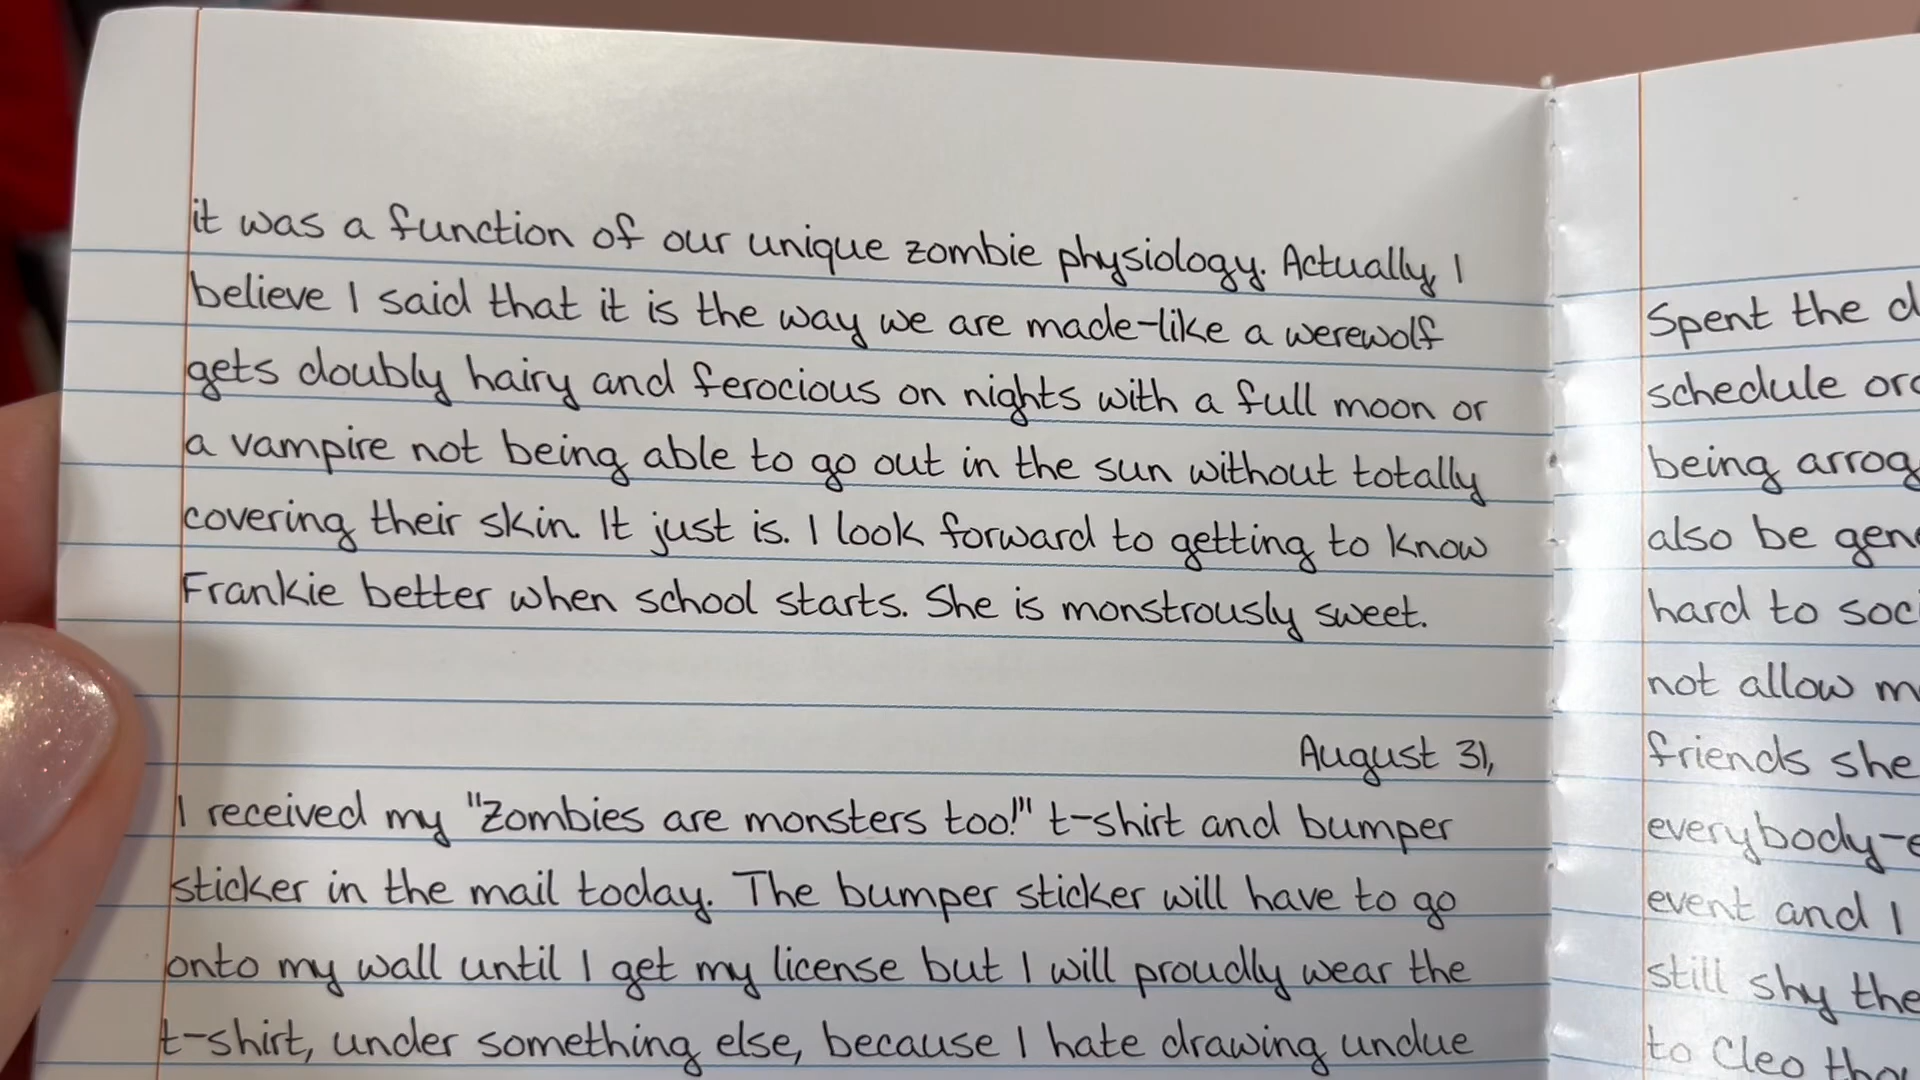 it was a function of our unique zombie physiology. Actually, I
believe I said that it is the way we are made-like a werewolf
gets doubly hairy and ferocious on nights with a full moon or
a vampire not being able to go out in the sun without totally
covering their skin. It just is. I look forward to getting to know
Frankie better when school starts. She is monstrously sweet.
August 31,
I received my "Zombies are monsters too!" t-shirt and bumper
sticker in the mail today. The bumper sticker will have to go
onto my wall until I get my license but I will proudly wear the
t-shirt, under something else, because I hate drawing undue
Spent the
schedule
being
also be
hard to
not allow
friends she
everybody-
event and I
still shy the
to Cleo